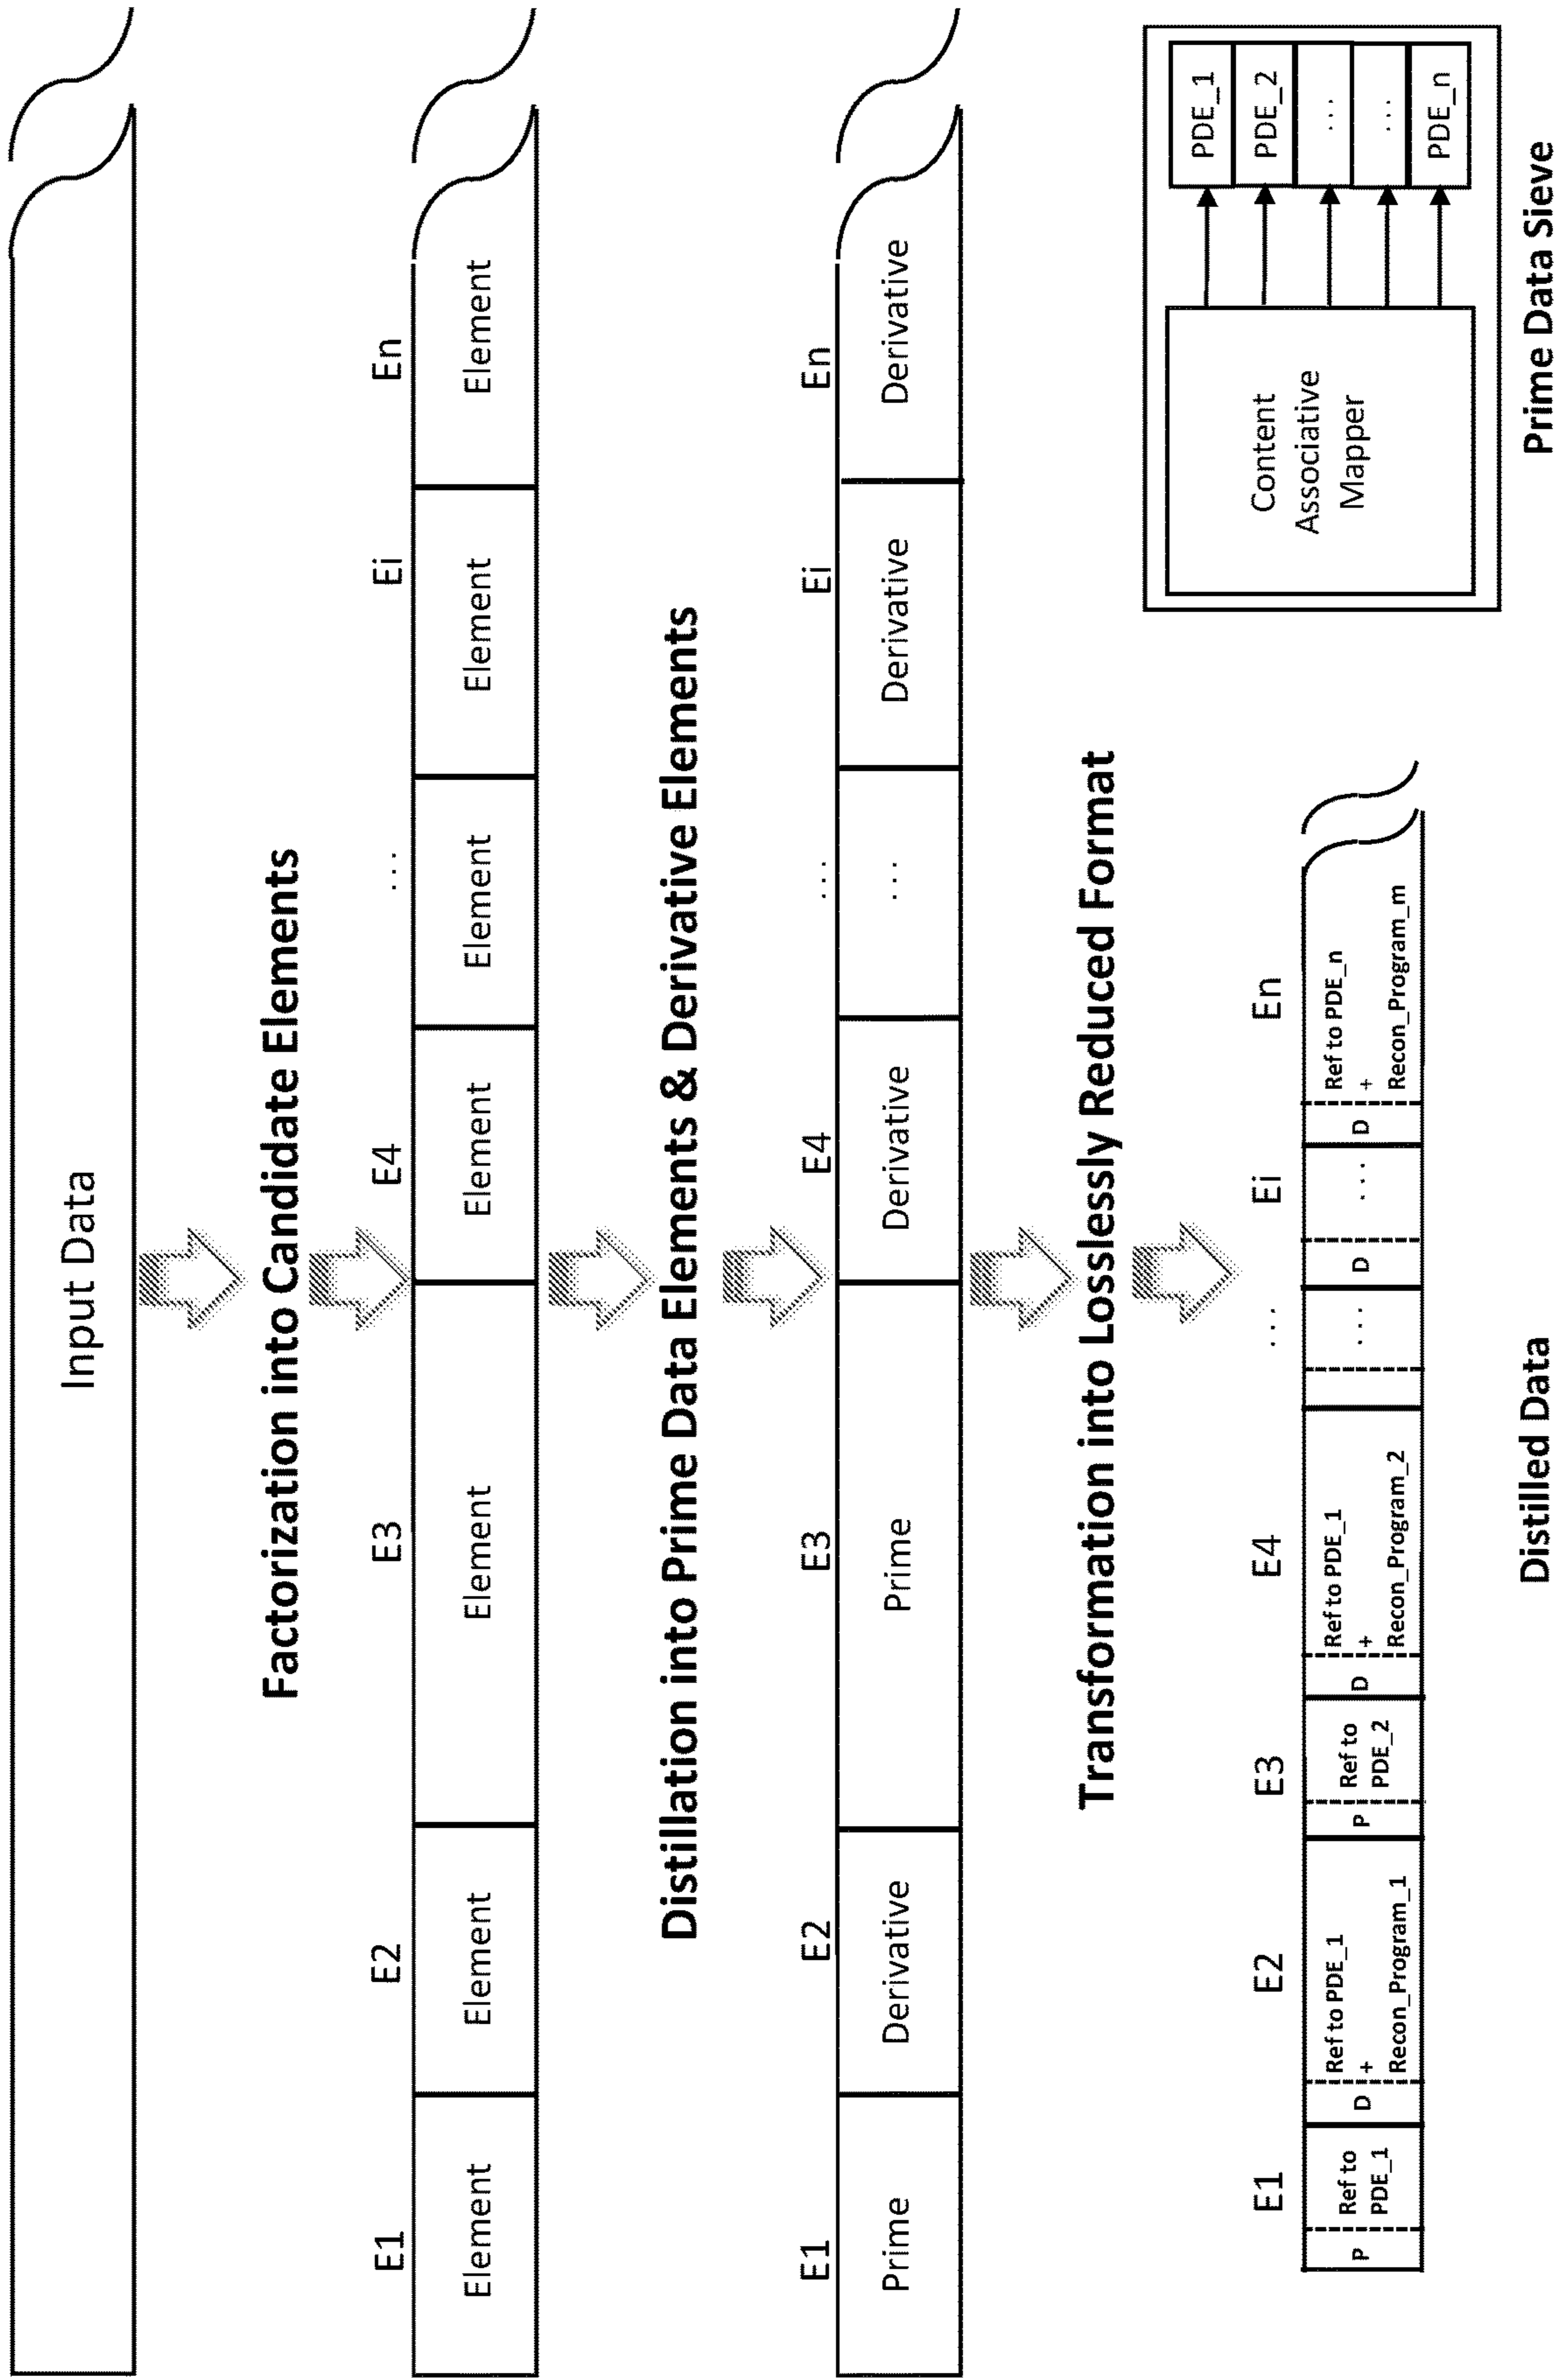 Input Data
Factorization into Candidate Elements
E1
E2
E3
E4
...
Ei
En
Element
Element
Element
Element
Element
Element
Element
Distillation into Prime Data Elements & Derivative Elements
E1
E2
E3
E4
...
Ei
En
Prime
Derivative
Prime
Derivative
...
Derivative
Derivative
Transformation into Losslessly Reduced Format
E1
E2
E3
E4
...
Ei
En
P
Ref to
PDE_1
D
Ref to PDE_1
+
Recon_Program_1
P
Ref to
PDE_2
D
Ref to PDE_1
+
Recon_Program_2
...
D
...
D
Ref to PDE_n
+
Recon_Program_m
Distilled Data
Content
Associative
Mapper
PDE_1
PDE_2
...
...
PDE_n
Prime Data Sieve